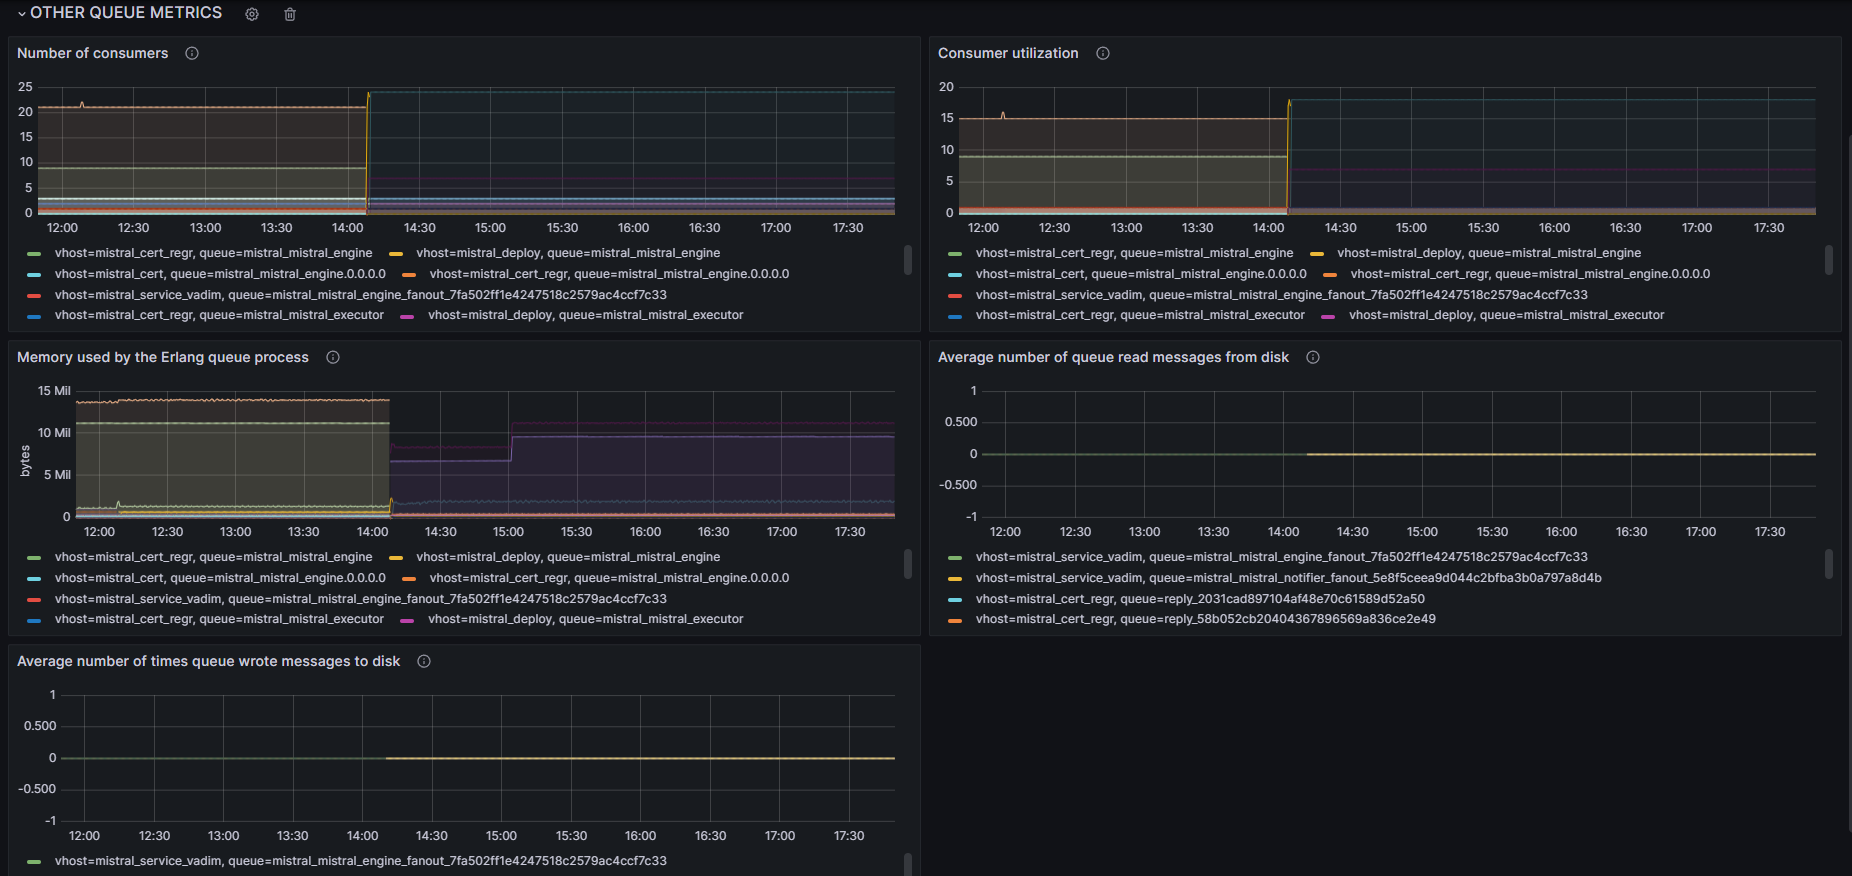 OTHER QUEUE METRICS
Number of consumers
25
20
15
10
5
0
12:00 12:30 13:00 13:30 14:00 14:30 15:00 15:30 16:00 16:30 17:00 17:30
vhost=mistral_cert_regr, queue=mistral_mistral_engine vhost=mistral_deploy, queue=mistral_mistral_engine
vhost=mistral_cert, queue=mistral_mistral_engine.0.0.0.0 vhost=mistral_cert_regr, queue=mistral_mistral_engine.0.0.0.0
vhost=mistral_service_vadim, queue=mistral_mistral_engine_fanout_7fa502ff1e4247518c2579ac4ccf7c33
vhost=mistral_cert_regr, queue=mistral_mistral_executor vhost=mistral_deploy, queue=mistral_mistral_executor
Consumer utilization
20
15
10
5
0
12:00 12:30 13:00 13:30 14:00 14:30 15:00 15:30 16:00 16:30 17:00 17:30
vhost=mistral_cert_regr, queue=mistral_mistral_engine vhost=mistral_deploy, queue=mistral_mistral_engine
vhost=mistral_cert, queue=mistral_mistral_engine.0.0.0.0 vhost=mistral_cert_regr, queue=mistral_mistral_engine.0.0.0.0
vhost=mistral_service_vadim, queue=mistral_mistral_engine_fanout_7fa502ff1e4247518c2579ac4ccf7c33
vhost=mistral_cert_regr, queue=mistral_mistral_executor vhost=mistral_deploy, queue=mistral_mistral_executor
Memory used by the Erlang queue process
15 Mil
10 Mil
5 Mil
0
bytes
12:00 12:30 13:00 13:30 14:00 14:30 15:00 15:30 16:00 16:30 17:00 17:30
vhost=mistral_cert_regr, queue=mistral_mistral_engine vhost=mistral_deploy, queue=mistral_mistral_engine
vhost=mistral_cert, queue=mistral_mistral_engine.0.0.0.0 vhost=mistral_cert_regr, queue=mistral_mistral_engine.0.0.0.0
vhost=mistral_service_vadim, queue=mistral_mistral_engine_fanout_7fa502ff1e4247518c2579ac4ccf7c33
vhost=mistral_cert_regr, queue=mistral_mistral_executor vhost=mistral_deploy, queue=mistral_mistral_executor
Average number of queue read messages from disk
1
0.500
0
-0.500
-1
12:00 12:30 13:00 13:30 14:00 14:30 15:00 15:30 16:00 16:30 17:00 17:30
vhost=mistral_service_vadim, queue=mistral_mistral_engine_fanout_7fa502ff1e4247518c2579ac4ccf7c33
vhost=mistral_service_vadim, queue=mistral_mistral_notifier_fanout_5e8f5ceea9d044c2bfba3b0a797a8d4b
vhost=mistral_cert_regr, queue=reply_2031cad897104af48e70c61589d52a50
vhost=mistral_cert_regr, queue=reply_58b052cb20404367896569a836ce2e49
Average number of times queue wrote messages to disk
1
0.500
0
-0.500
-1
12:00 12:30 13:00 13:30 14:00 14:30 15:00 15:30 16:00 16:30 17:00 17:30
vhost=mistral_service_vadim, queue=mistral_mistral_engine_fanout_7fa502ff1e4247518c2579ac4ccf7c33